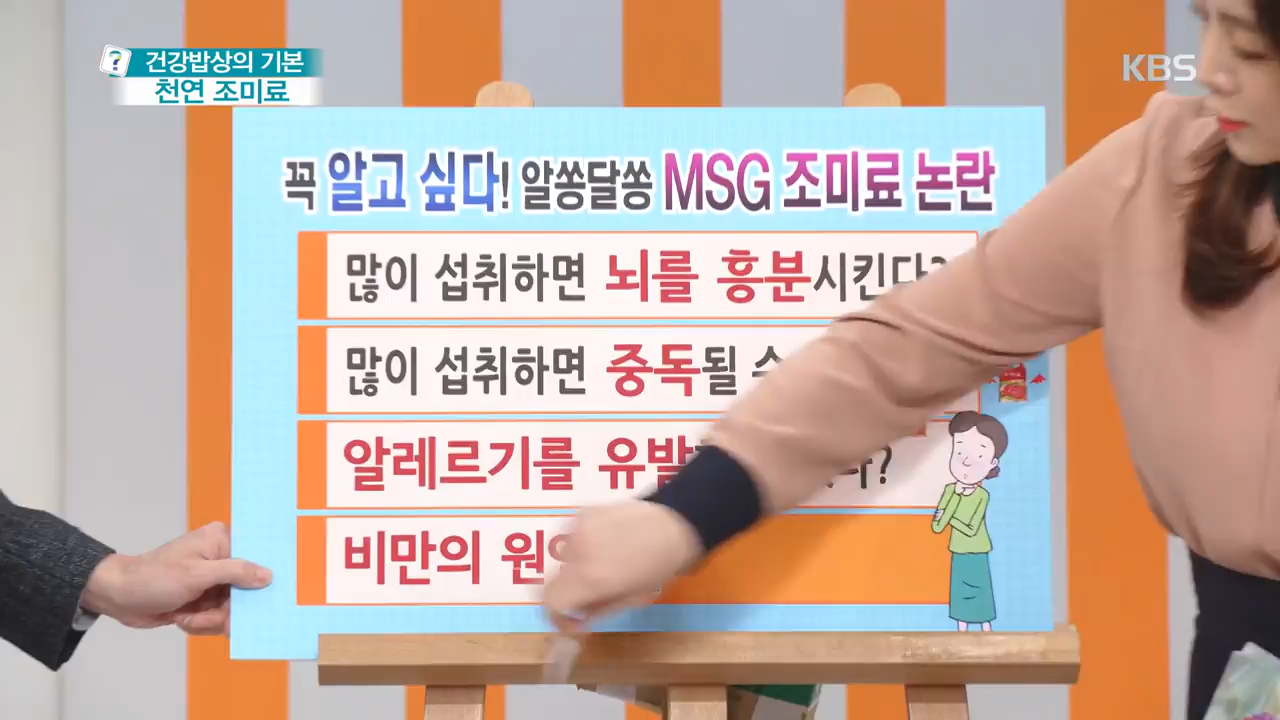 건강밥상의 기본
천연 조미료
KBS
꼭 알고 싶다! 알쏭달쏭 MSG 조미료 논란
많이 섭취하면 뇌를 흥분시킨다?
많이 섭취하면 중독될
알레르기를 유발
비만의